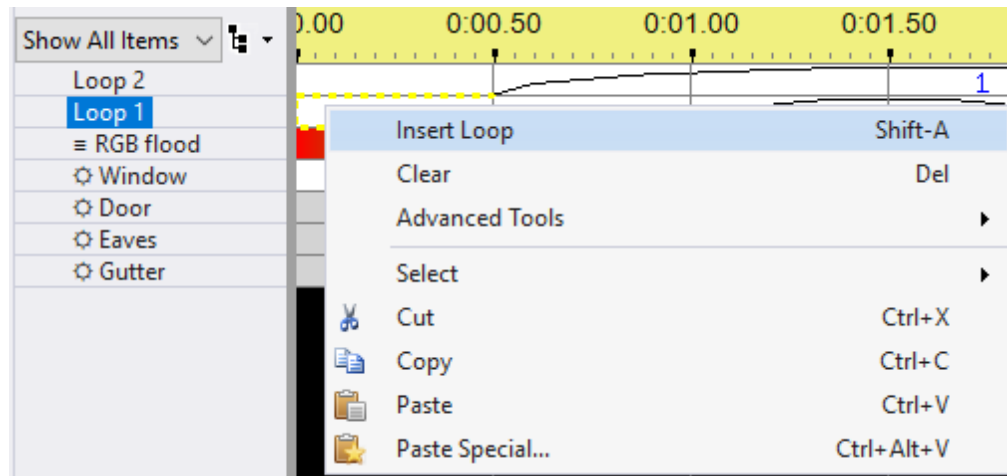 Show All Items
0.00 0:00.50 0:01.00 0:01.50
Loop 2
1
Loop 1
≡ RGB flood
Window
Door
Eaves
Gutter
Insert Loop Shift-A
Clear Del
Advanced Tools
Select
Cut Ctrl+X
Copy Ctrl+C
Paste Ctrl+V
Paste Special... Ctrl+Alt+V